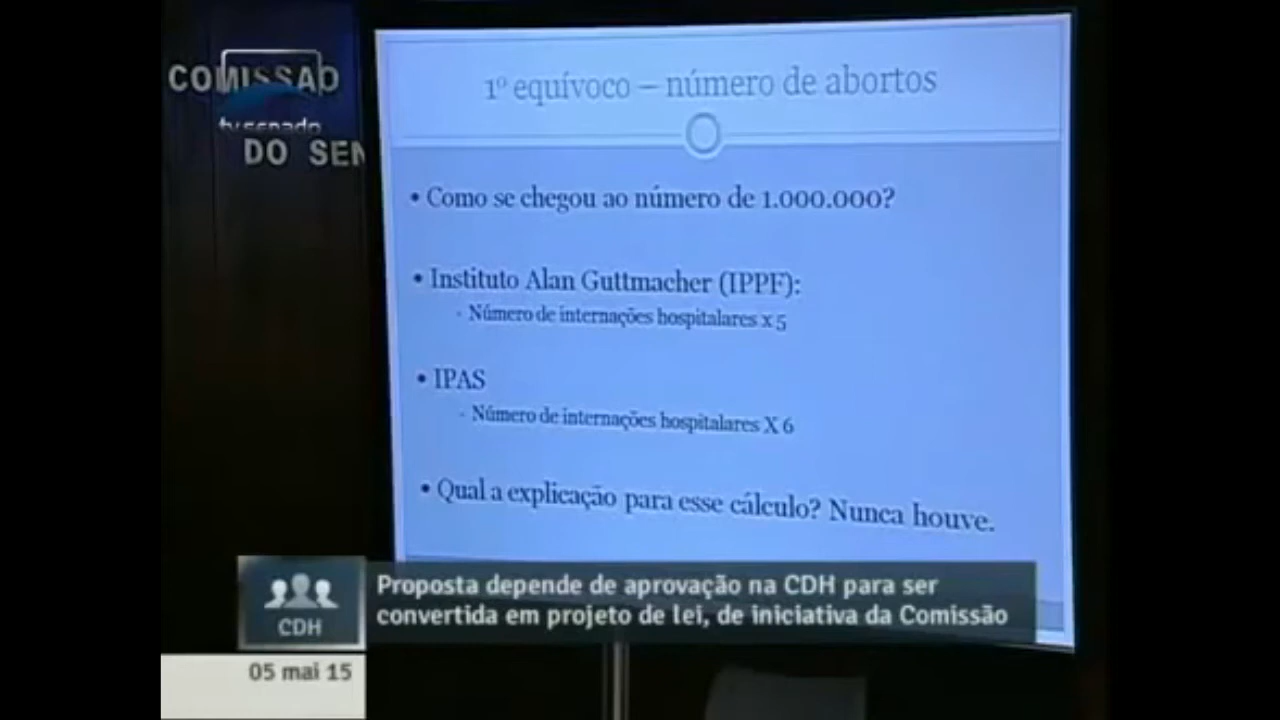 COMISSAO
tv senado
DO SEN
1º equívoco – número de abortos
• Como se chegou ao número de 1.000.000?
• Instituto Alan Guttmacher (IPPF):
- Número de internações hospitalares x 5
• IPAS
- Número de internações hospitalares X 6
• Qual a explicação para esse cálculo? Nunca houve.
Proposta depende de aprovação na CDH para ser
convertida em projeto de lei, de iniciativa da Comissão
CDH
05 mai 15